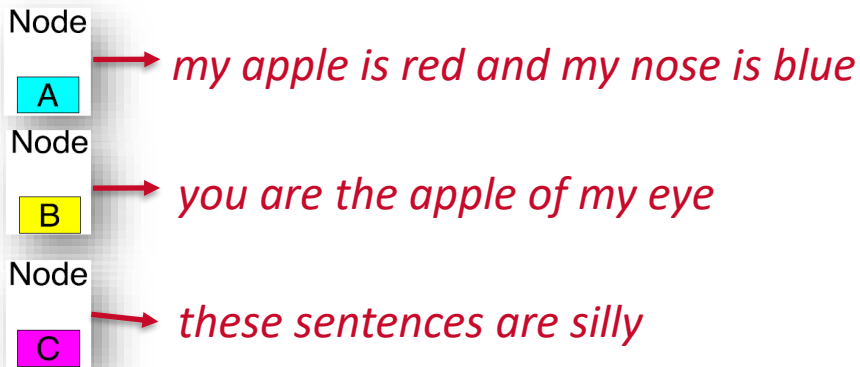 Node
my apple is red and my nose is blue
A
Node
you are the apple of my eye
B
Node
these sentences are silly
C